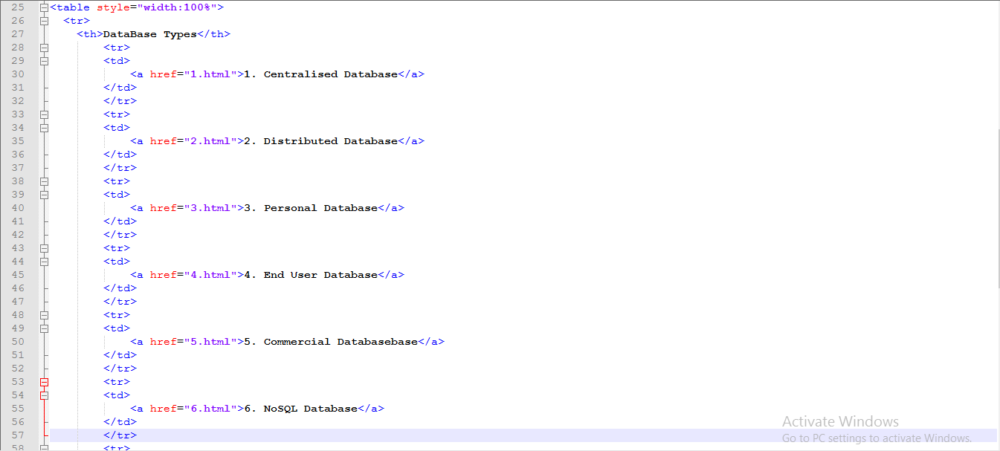 25 <table style="width:100%">
26 <tr>
27 <th>DataBase Types</th>
28 <tr>
29 <td>
30 <a href="1.html">1. Centralised Database</a>
31 </td>
32 </tr>
33 <tr>
34 <td>
35 <a href="2.html">2. Distributed Database</a>
36 </td>
37 </tr>
38 <tr>
39 <td>
40 <a href="3.html">3. Personal Database</a>
41 </td>
42 </tr>
43 <tr>
44 <td>
45 <a href="4.html">4. End User Database</a>
46 </td>
47 </tr>
48 <tr>
49 <td>
50 <a href="5.html">5. Commercial Databasebase</a>
51 </td>
52 </tr>
53 <tr>
54 <td>
55 <a href="6.html">6. NoSQL Database</a>
56 </td>
57 </tr>
58 <tr>
Activate Windows
Go to PC settings to activate Windows.